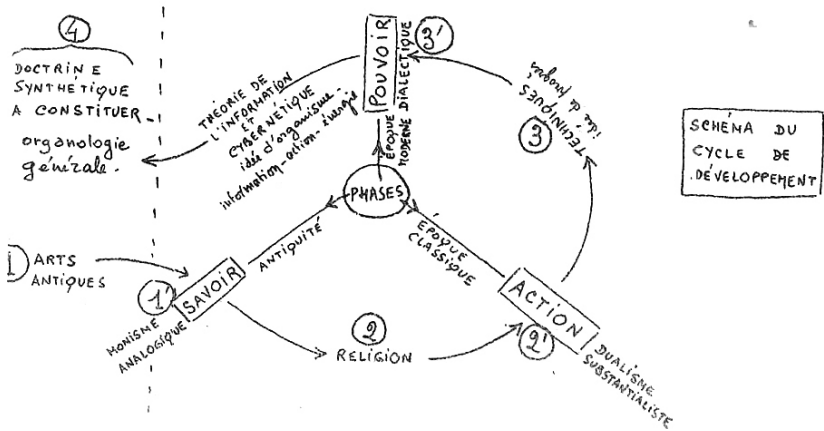 4
DOCTRINE
SYNTHÉTIQUE
A CONSTITUER.
organologie
générale.
THÉORIE DE
L'INFORMATION
ET
CYBERNÉTIQUE
idée d'organisme.
information-action-énergie
POUVOIR
3'
ÉPOQUE
MODERNE DIALECTIQUE
TECHNIQUES
idée de progrès
3
SCHÉMA DU
CYCLE DE
DÉVELOPPEMENT
PHASES
ANTIQUITÉ
ÉPOQUE
CLASSIQUE
1
ARTS
ANTIQUES
1'
SAVOIR
MONISME
ANALOGIQUE
2
RELIGION
ACTION
2'
DUALISME
SUBSTANTIALISTE